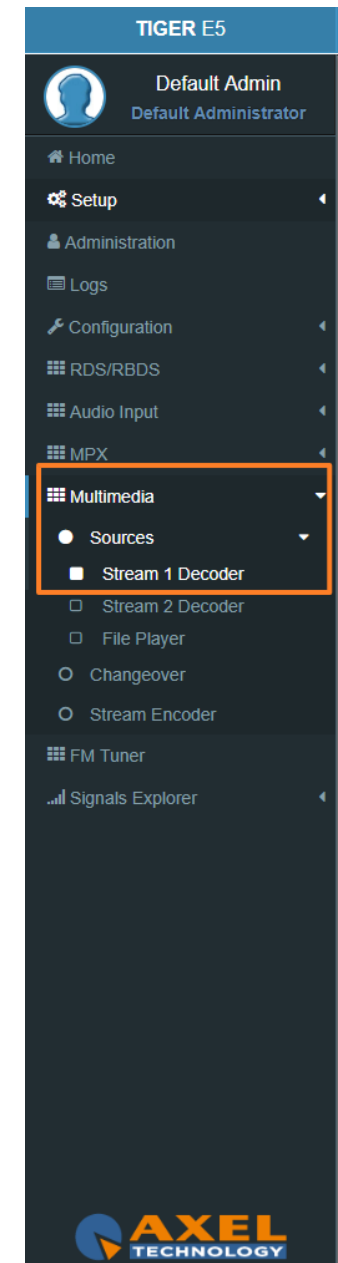 TIGER E5
Default Admin
Default Administrator
Home
Setup
Administration
Logs
Configuration
RDS/RBDS
Audio Input
MPX
Multimedia
Sources
Stream 1 Decoder
Stream 2 Decoder
File Player
Changeover
Stream Encoder
FM Tuner
Signals Explorer
AXEL
TECHNOLOGY